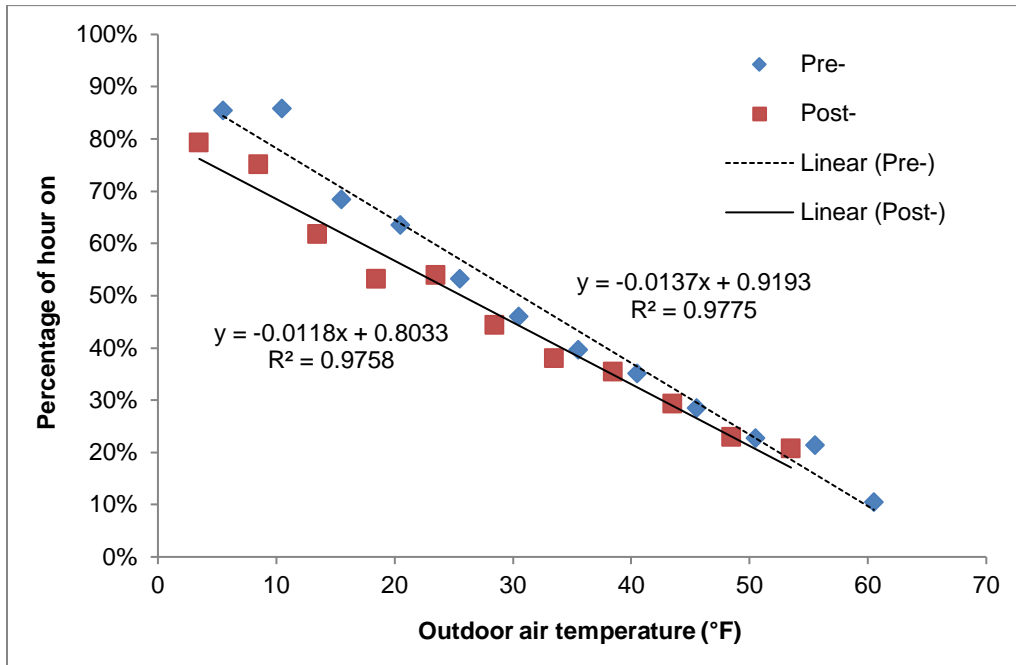 100%
90%
80%
70%
60%
50%
40%
30%
20%
10%
0%
Percentage of hour on
0 10 20 30 40 50 60 70
Outdoor air temperature (°F)
Pre-
Post-
Linear (Pre-)
Linear (Post-)
y = -0.0137x + 0.9193
R² = 0.9775
y = -0.0118x + 0.8033
R² = 0.9758